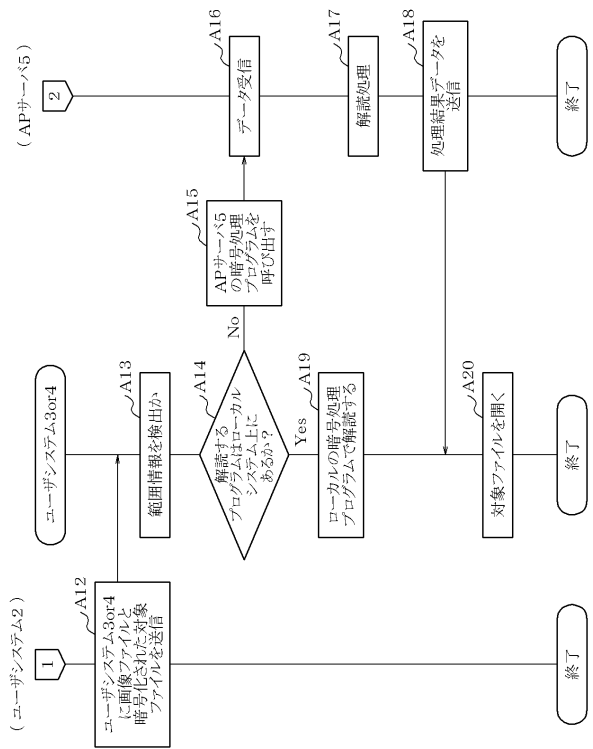 (ユーザシステム2)
1
A12
ユーザシステム3or4
に画像ファイルと
暗号化された対象
ファイルを送信
終了
ユーザシステム3or4
A13
範囲情報を検出か
A14
解読する
プログラムはローカル
システム上に
あるか?
No
Yes
A15
APサーバ5
の暗号処理
プログラムを
呼び出す
A19
ローカルの暗号処理
プログラムで解読する
A20
対象ファイルを開く
終了
(APサーバ5)
2
A16
データ受信
A17
解読処理
A18
処理結果データを
送信
終了